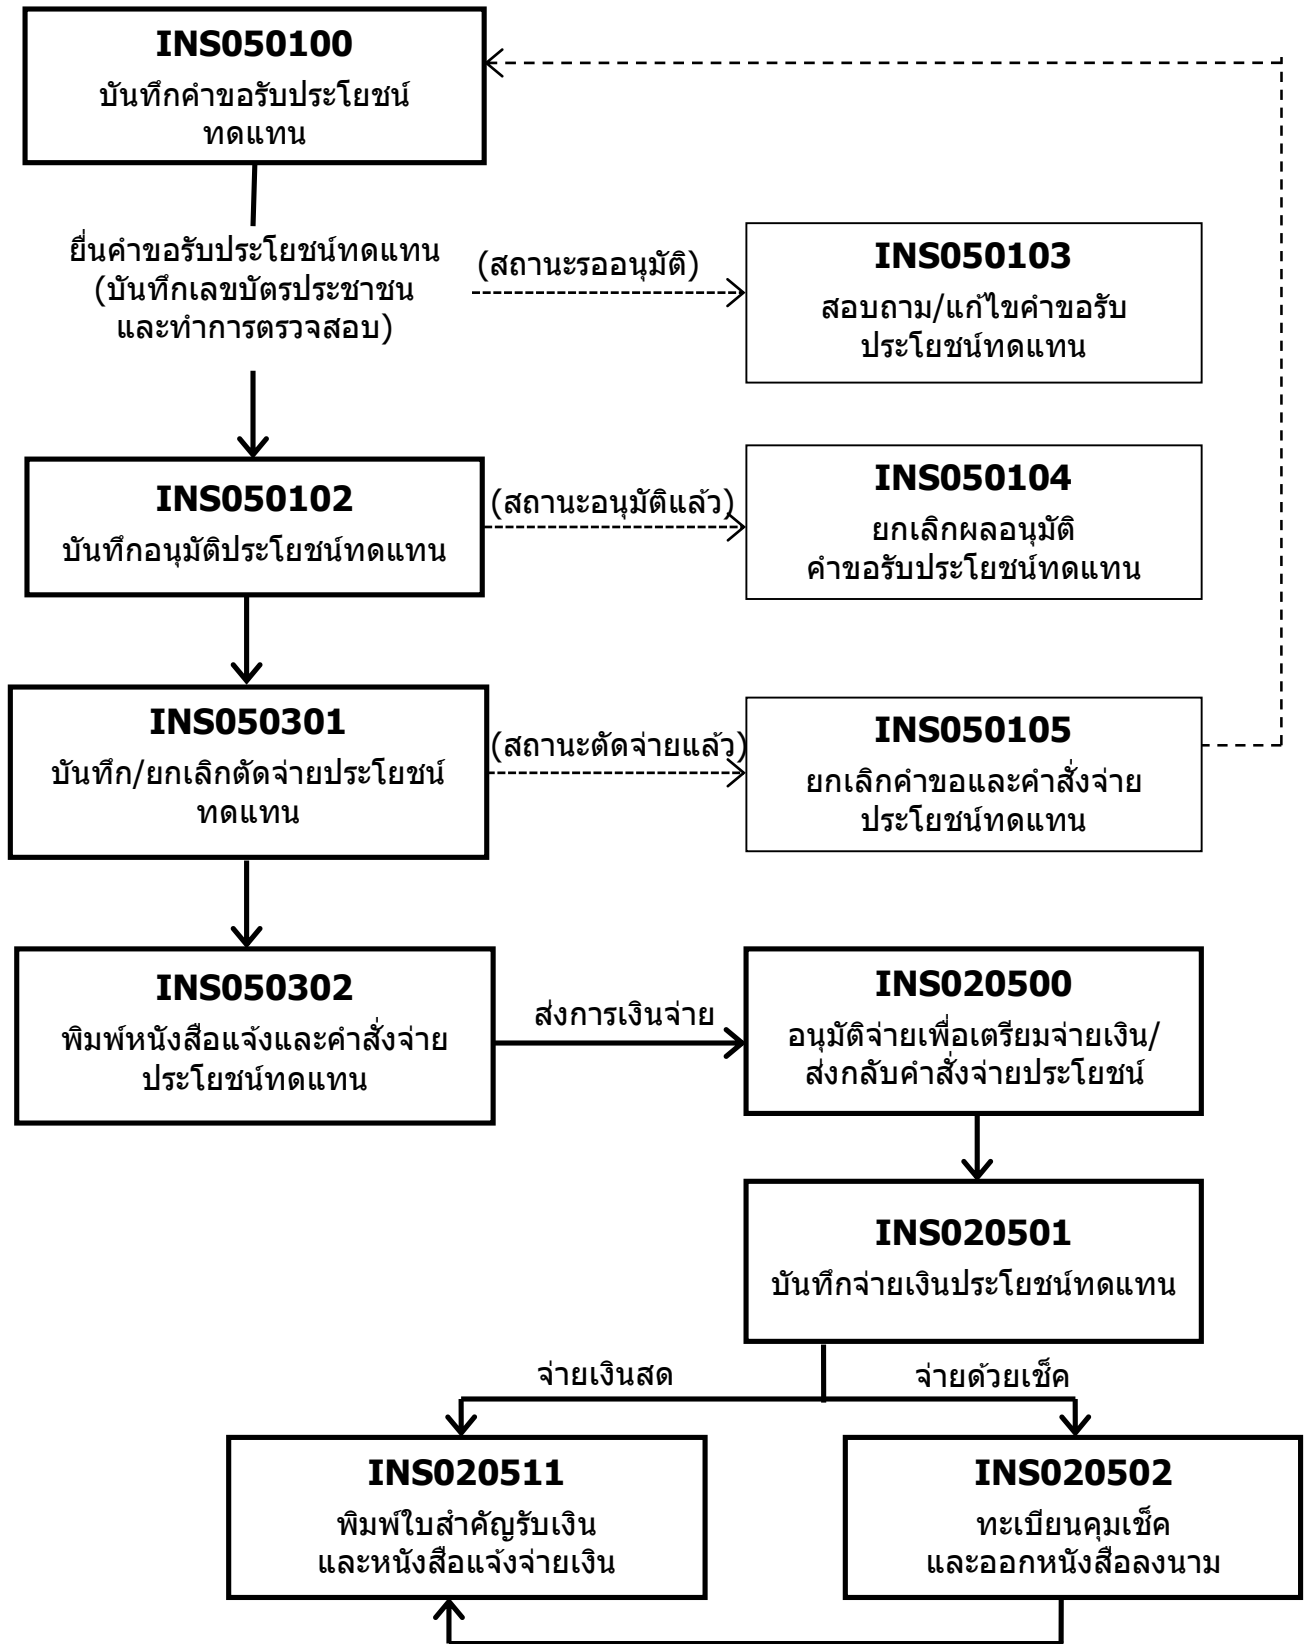 INS050100
บันทึกคำขอรับประโยชน์
ทดแทน
ยื่นคำขอรับประโยชน์ทดแทน
(บันทึกเลขบัตรประชาชน
และทำการตรวจสอบ)
(สถานะรออนุมัติ)
INS050103
สอบถาม/แก้ไขคำขอรับ
ประโยชน์ทดแทน
INS050102
บันทึกอนุมัติประโยชน์ทดแทน
(สถานะอนุมัติแล้ว)
INS050104
ยกเลิกผลอนุมัติ
คำขอรับประโยชน์ทดแทน
INS050301
บันทึก/ยกเลิกตัดจ่ายประโยชน์
ทดแทน
(สถานะตัดจ่ายแล้ว)
INS050105
ยกเลิกคำขอและคำสั่งจ่าย
ประโยชน์ทดแทน
INS050302
พิมพ์หนังสือแจ้งและคำสั่งจ่าย
ประโยชน์ทดแทน
ส่งการเงินจ่าย
INS020500
อนุมัติจ่ายเพื่อเตรียมจ่ายเงิน/
ส่งกลับคำสั่งจ่ายประโยชน์
INS020501
บันทึกจ่ายเงินประโยชน์ทดแทน
จ่ายเงินสด
จ่ายด้วยเช็ค
INS020511
พิมพ์ใบสำคัญรับเงิน
และหนังสือแจ้งจ่ายเงิน
INS020502
ทะเบียนคุมเช็ค
และออกหนังสือลงนาม